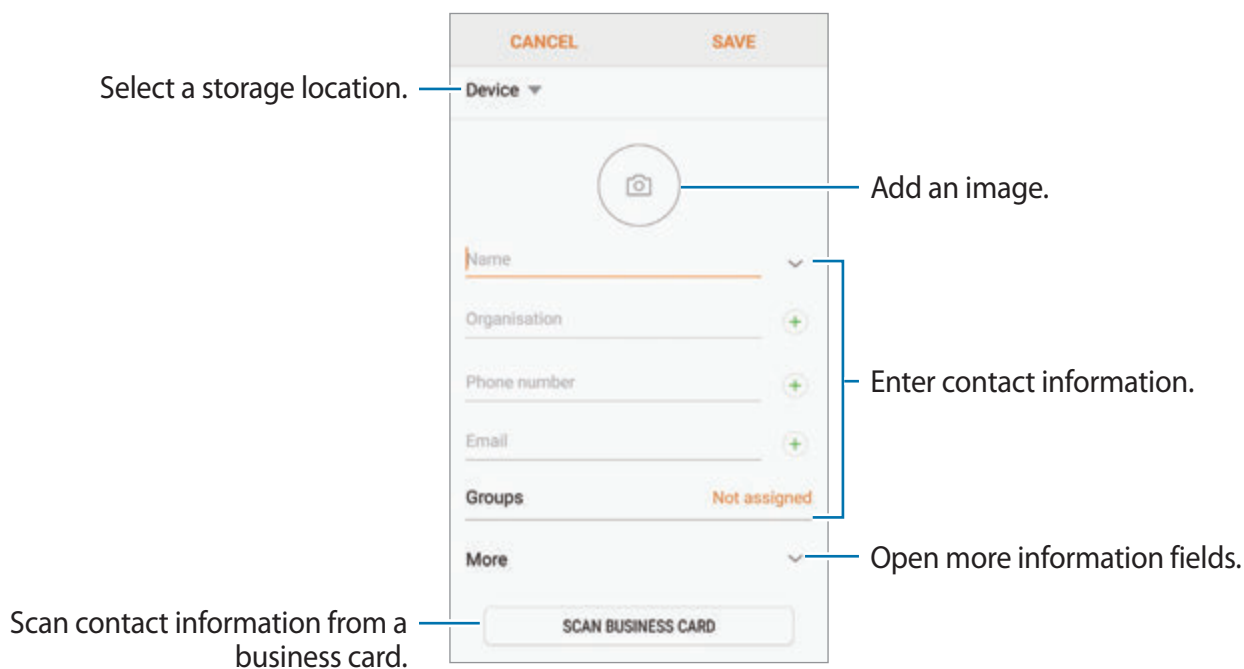 CANCEL SAVE
Select a storage location. Device
Add an image.
Name
Organisation
Phone number
Enter contact information.
Email
Groups Not assigned
More
Open more information fields.
Scan contact information from a
business card.
SCAN BUSINESS CARD